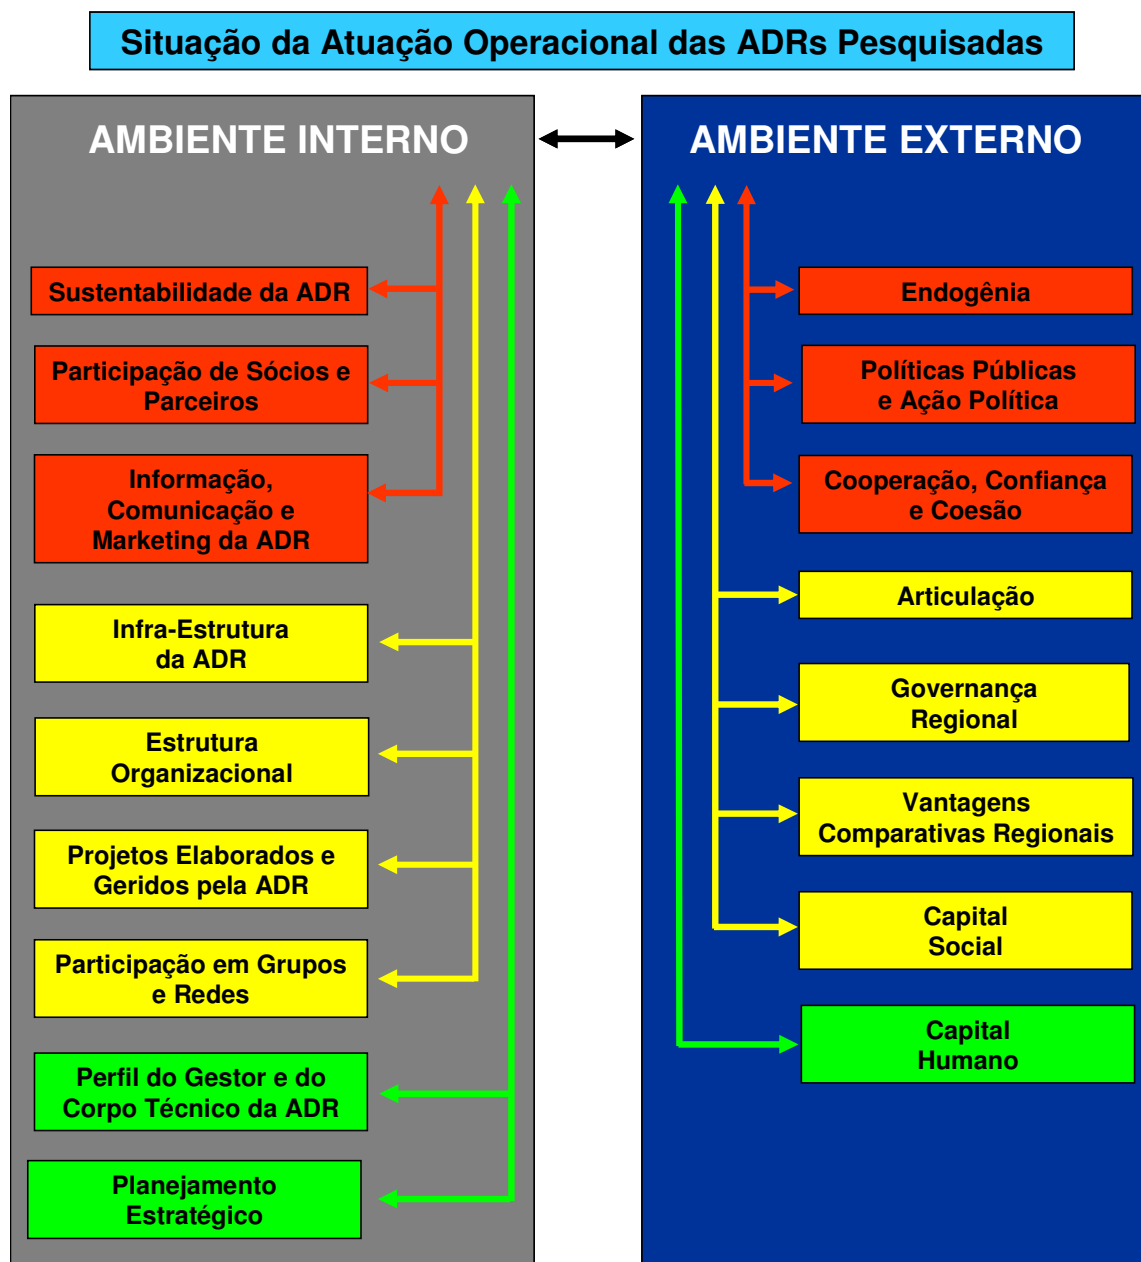 Situação da Atuação Operacional das ADRs Pesquisadas
AMBIENTE INTERNO
Sustentabilidade da ADR
Participação de Sócios e
Parceiros
Informação,
Comunicação e
Marketing da ADR
Infra-Estrutura
da ADR
Estrutura
Organizacional
Projetos Elaborados e
Geridos pela ADR
Participação em Grupos
e Redes
Perfil do Gestor e do
Corpo Técnico da ADR
Planejamento
Estratégico
AMBIENTE EXTERNO
Endogênia
Políticas Públicas
e Ação Política
Cooperação, Confiança
e Coesão
Articulação
Governança
Regional
Vantagens
Comparativas Regionais
Capital
Social
Capital
Humano